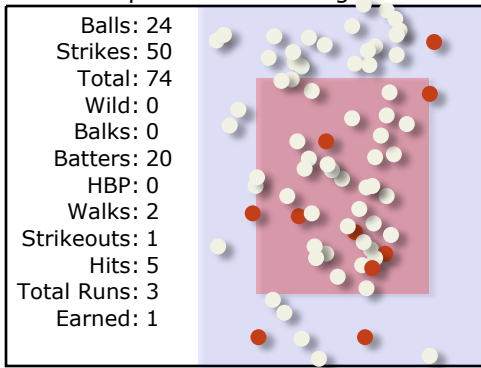 Balls: 24
Strikes: 50
Total: 74
Wild: 0
Balks: 0
Batters: 20
HBP: 0
Walks: 2
Strikeouts: 1
Hits: 5
Total Runs: 3
Earned: 1